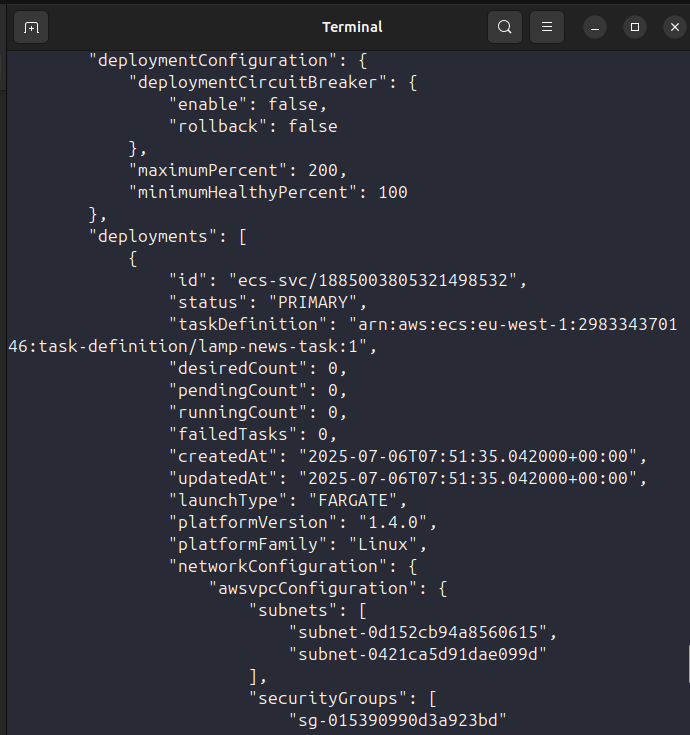 Terminal
"deploymentConfiguration": {
"deploymentCircuitBreaker": {
"enable": false,
"rollback": false
},
"maximumPercent": 200,
"minimumHealthyPercent": 100
},
"deployments": [
{
"id": "ecs-svc/1885003805321498532",
"status": "PRIMARY",
"taskDefinition": "arn:aws:ecs:eu-west-1:2983343701
46:task-definition/lamp-news-task:1",
"desiredCount": 0,
"pendingCount": 0,
"runningCount": 0,
"failedTasks": 0,
"createdAt": "2025-07-06T07:51:35.042000+00:00",
"updatedAt": "2025-07-06T07:51:35.042000+00:00",
"launchType": "FARGATE",
"platformVersion": "1.4.0",
"platformFamily": "Linux",
"networkConfiguration": {
"awsvpcConfiguration": {
"subnets": [
"subnet-0d152cb94a8560615",
"subnet-0421ca5d91dae099d"
],
"securityGroups": [
"sg-015390990d3a923bd"